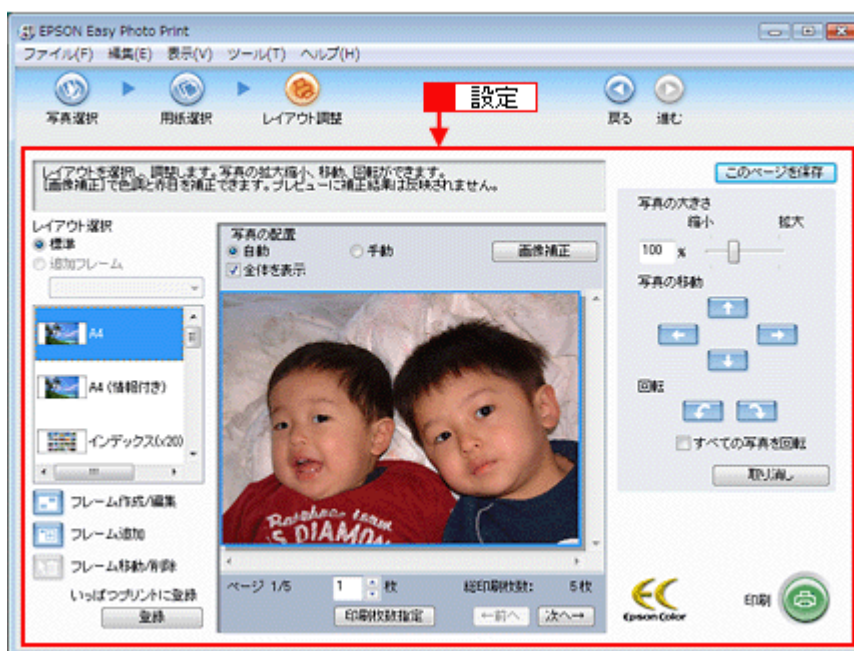 EPSON Easy Photo Print
ファイル(F) 編集(E) 表示(V) ツール(T) ヘルプ(H)
写真選択 用紙選択 レイアウト調整 設定 戻る 進む
レイアウトを選択し、調整します。写真の拡大縮小、移動、回転ができます。
[画像補正]で色調と赤目を補正できます。プレビューに補正結果は反映されません。
このページを保存
レイアウト選択
標準
追加フレーム
A4
A4 (情報付き)
インデックス(x20)
フレーム作成/編集
フレーム追加
フレーム移動/削除
いっぱつプリントに登録
登録
写真の配置
自動 手動 画像補正
全体を表示
DIAMON
ページ 1/5 1 枚 総印刷枚数: 5枚
印刷枚数指定 ←前へ 次へ→
写真の大きさ
縮小 拡大
100 %
写真の移動
回転
すべての写真を回転
取り消し
Epson Color
印刷